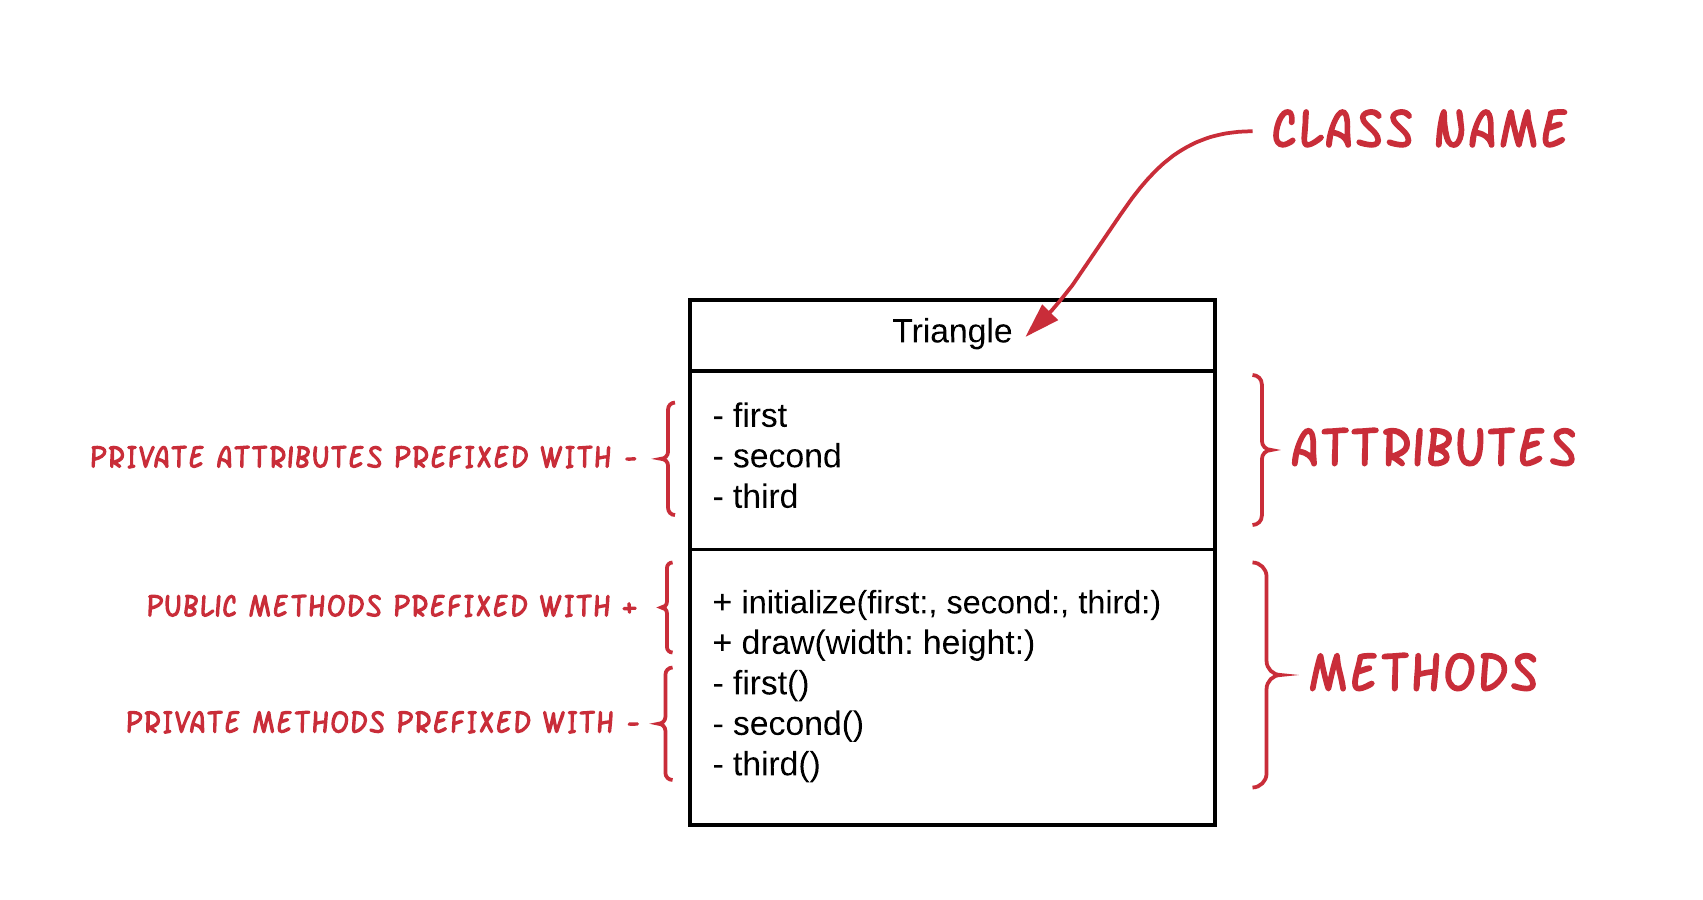 CLASS NAME
Triangle
- first
- second
- third
PRIVATE ATTRIBUTES PREFIXED WITH -
ATTRIBUTES
+ initialize(first:, second:, third:)
+ draw(width: height:)
- first()
- second()
- third()
PUBLIC METHODS PREFIXED WITH +
PRIVATE METHODS PREFIXED WITH -
METHODS